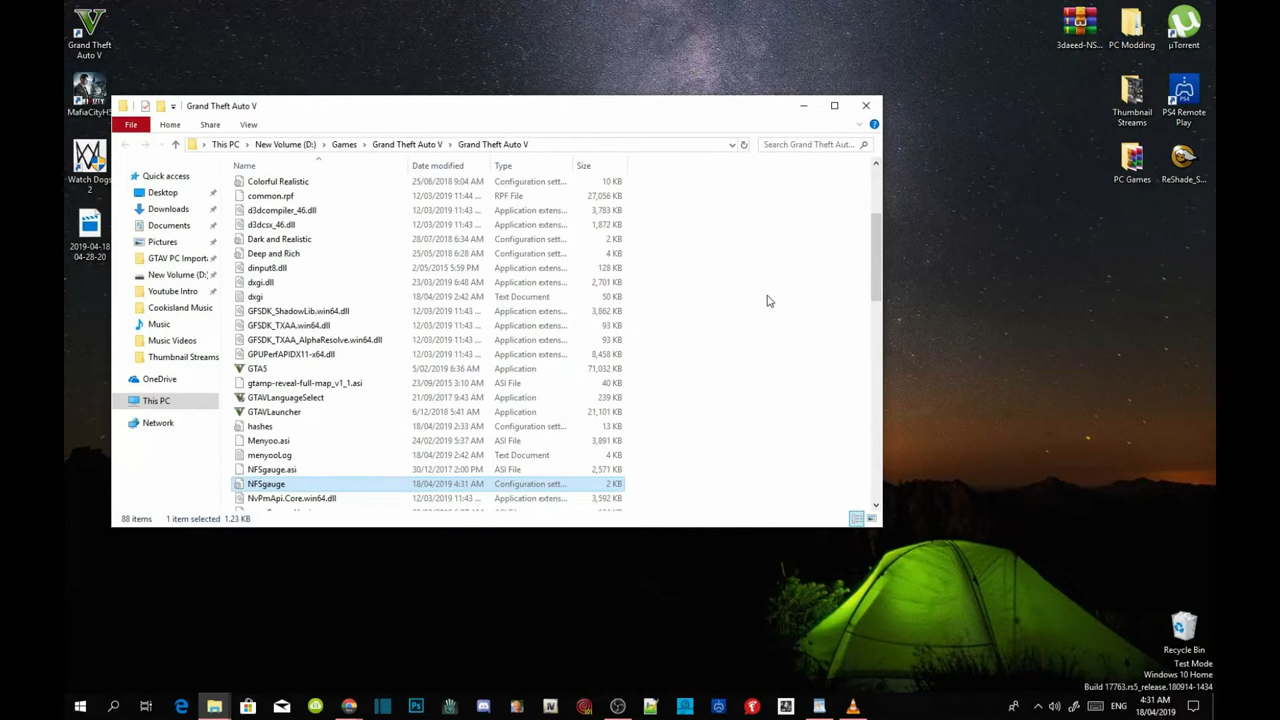 Grand Theft
Auto V
MafiaCityH5
Watch Dogs
2
2019-04-18
04-28-20
3daeed-NS...
PC Modding
µTorrent
Thumbnail
Streams
PS4 Remote
Play
PC Games
ReShade_S...
Grand Theft Auto V
File
Home
Share
View
This PC > New Volume (D:) > Games > Grand Theft Auto V > Grand Theft Auto V
Search Grand Theft Aut...
Quick access
Desktop
Downloads
Documents
Pictures
GTAV PC Import
New Volume (D:)
Youtube Intro
Cookisland Music
Music
Music Videos
Thumbnail Streams
OneDrive
This PC
Network
Name Date modified Type Size
Colorful Realistic 25/06/2018 9:04 AM Configuration sett... 10 KB
common.rpf 12/03/2019 11:44 ... RPF File 27,056 KB
d3dcompiler_46.dll 12/03/2019 11:43 ... Application extens... 3,783 KB
d3dcsx_46.dll 12/03/2019 11:43 ... Application extens... 1,872 KB
Dark and Realistic 28/07/2018 6:34 AM Configuration sett... 2 KB
Deep and Rich 25/05/2018 6:28 AM Configuration sett... 4 KB
dinput8.dll 2/05/2015 5:59 PM Application extens... 128 KB
dxgi.dll 23/03/2019 6:48 AM Application extens... 2,701 KB
dxgi 18/04/2019 2:42 AM Text Document 50 KB
GFSDK_ShadowLib.win64.dll 12/03/2019 11:43 ... Application extens... 3,862 KB
GFSDK_TXAA.win64.dll 12/03/2019 11:43 ... Application extens... 93 KB
GFSDK_TXAA_AlphaResolve.win64.dll 12/03/2019 11:43 ... Application extens... 93 KB
GPUPerfAPIDX11-x64.dll 12/03/2019 11:43 ... Application extens... 8,458 KB
GTA5 5/02/2019 6:36 AM Application 71,032 KB
gtamp-reveal-full-map_v1_1.asi 23/09/2015 3:10 AM ASI File 40 KB
GTAVLanguageSelect 21/09/2017 9:43 AM Application 239 KB
GTAVLauncher 6/12/2018 5:41 AM Application 21,101 KB
hashes 18/04/2019 2:33 AM Configuration sett... 13 KB
Menyoo.asi 24/02/2019 5:37 AM ASI File 3,891 KB
menyooLog 18/04/2019 2:42 AM Text Document 4 KB
NFSgauge.asi 30/12/2017 2:00 PM ASI File 2,571 KB
NFSgauge 18/04/2019 4:31 AM Configuration sett... 2 KB
NvPmApi.Core.win64.dll 12/03/2019 11:43 ... Application extens... 3,592 KB
88 items 1 item selected 1.23 KB
Recycle Bin
Test Mode
Windows 10 Home
Build 17763.rs5_release.180914-1434
ENG
4:31 AM
18/04/2019